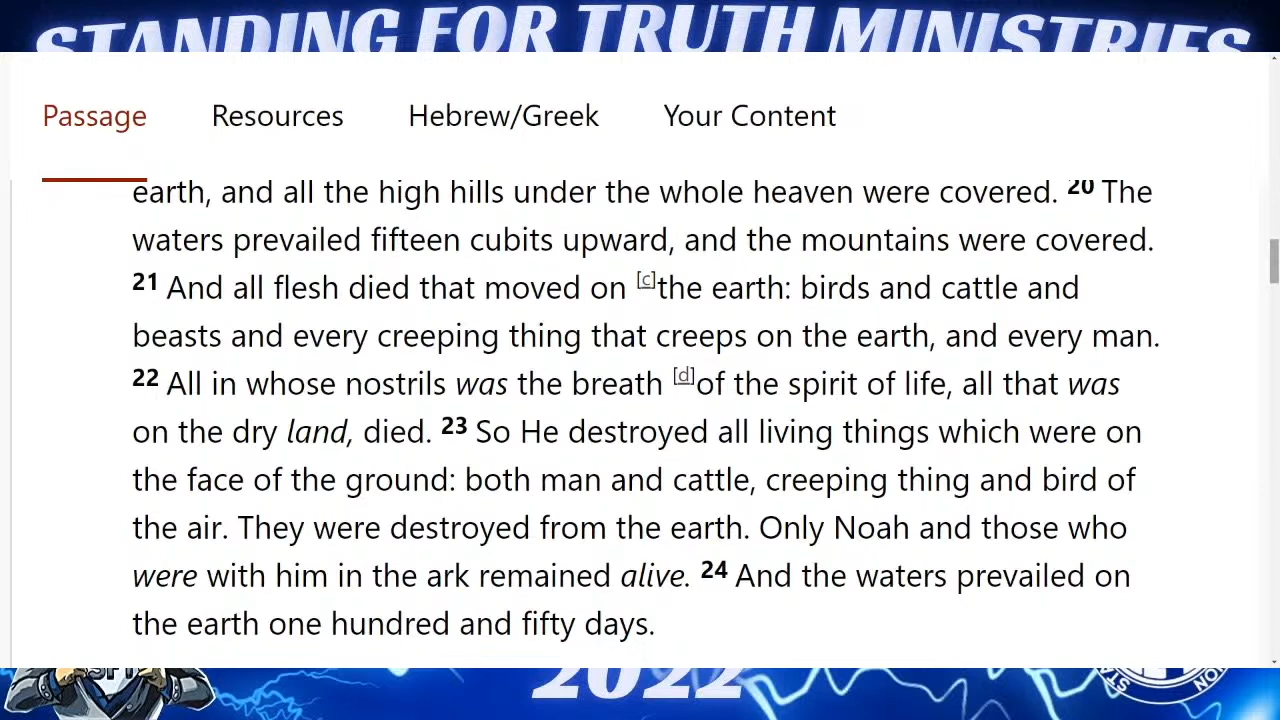 STANDING FOR TRUTH MINISTRIES
Passage Resources Hebrew/Greek Your Content
earth, and all the high hills under the whole heaven were covered. 20 The
waters prevailed fifteen cubits upward, and the mountains were covered.
21 And all flesh died that moved on [c]the earth: birds and cattle and
beasts and every creeping thing that creeps on the earth, and every man.
22 All in whose nostrils was the breath [d]of the spirit of life, all that was
on the dry land, died. 23 So He destroyed all living things which were on
the face of the ground: both man and cattle, creeping thing and bird of
the air. They were destroyed from the earth. Only Noah and those who
were with him in the ark remained alive. 24 And the waters prevailed on
the earth one hundred and fifty days.
SFT
2022